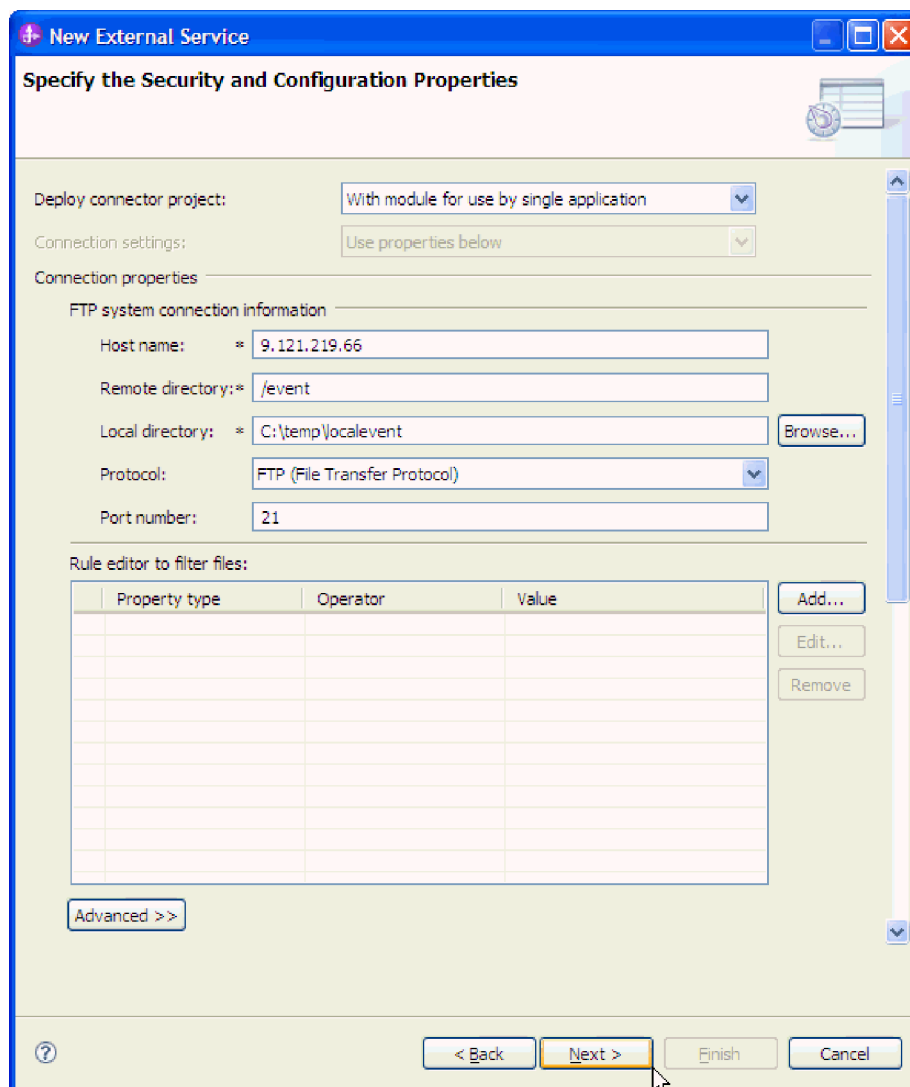 New External Service
Specify the Security and Configuration Properties
Deploy connector project: With module for use by single application
Connection settings: Use properties below
Connection properties
FTP system connection information
Host name: * 9.121.219.66
Remote directory:* /event
Local directory: * C:\temp\localevent Browse...
Protocol: FTP (File Transfer Protocol)
Port number: 21
Rule editor to filter files:
Property type Operator Value Add...
Edit...
Remove
Advanced >>
? < Back Next > Finish Cancel